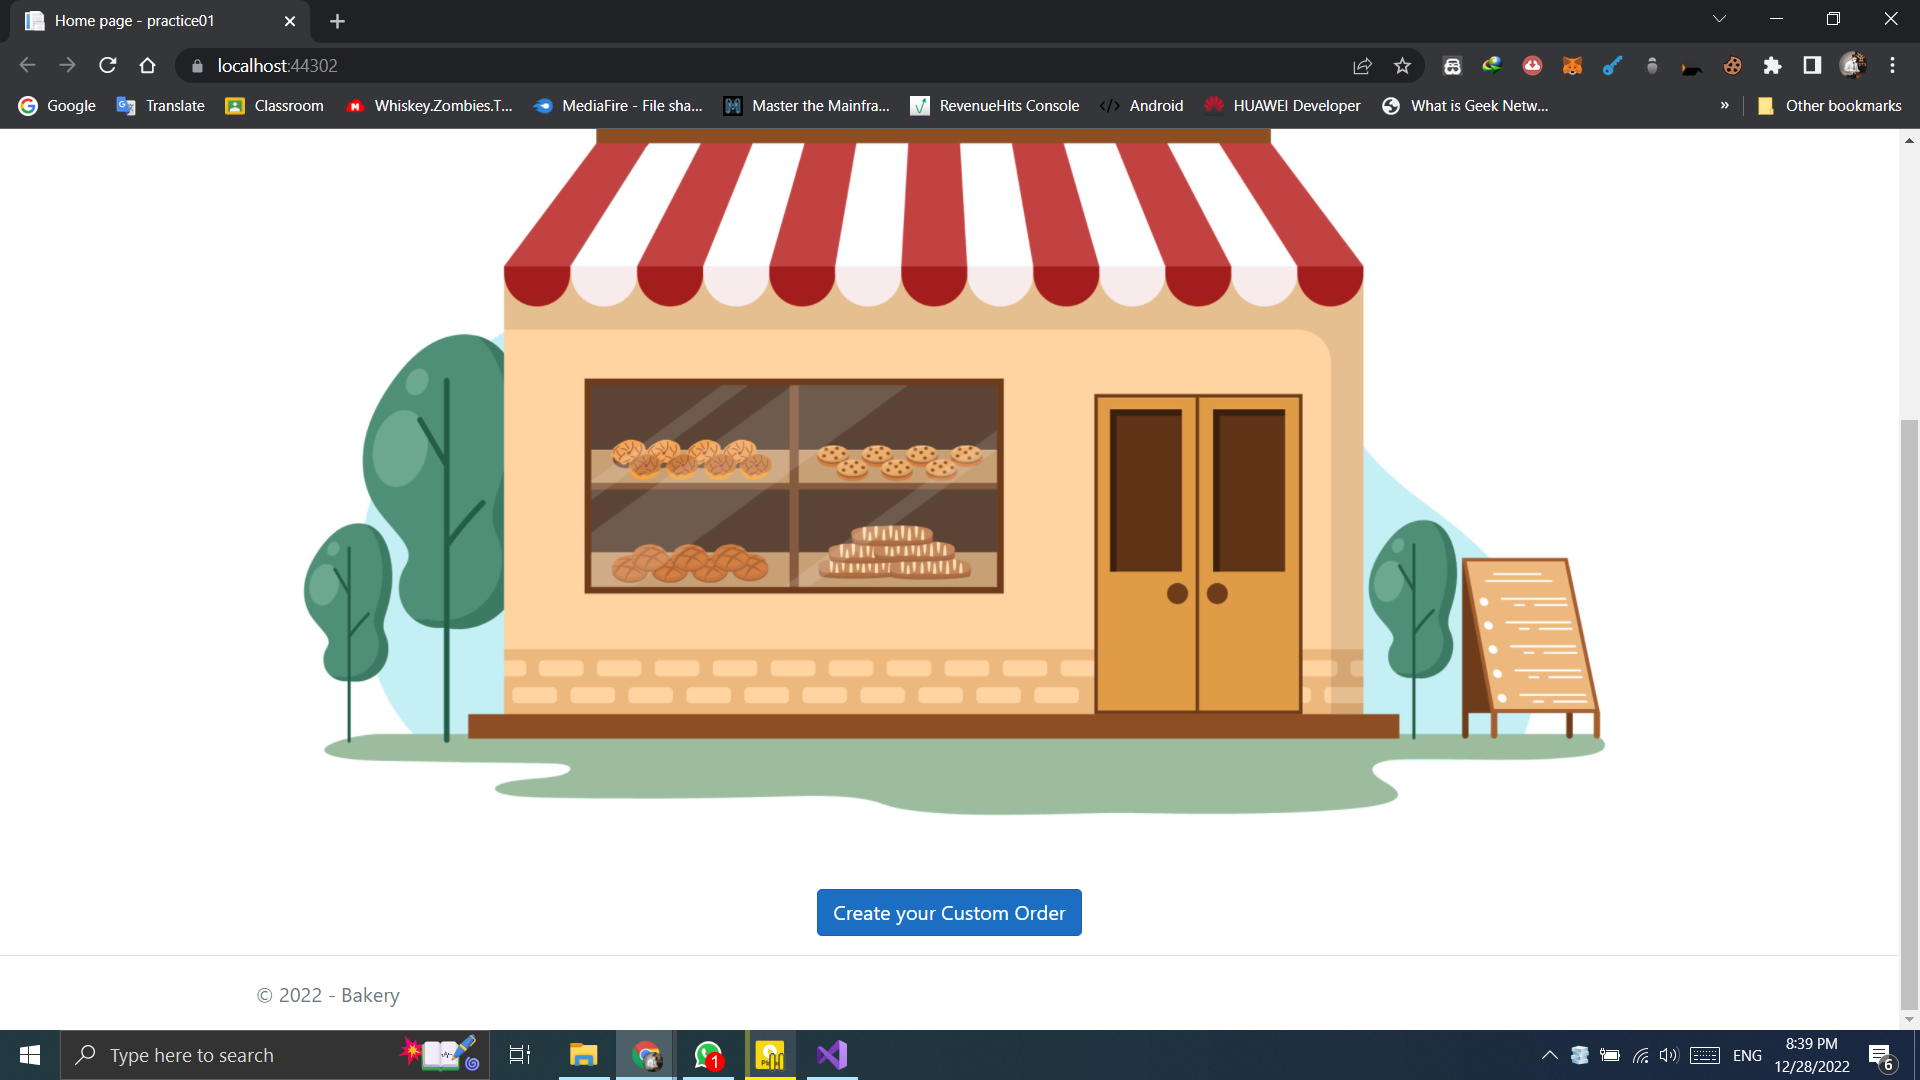 Home page - practice01
localhost:44302
Google
Translate
Classroom
Whiskey.Zombies.T...
MediaFire - File sha...
Master the Mainfra...
RevenueHits Console
Android
HUAWEI Developer
What is Geek Netw...
»
Other bookmarks
Create your Custom Order
© 2022 - Bakery
Type here to search
1
ENG
8:39 PM
12/28/2022
6